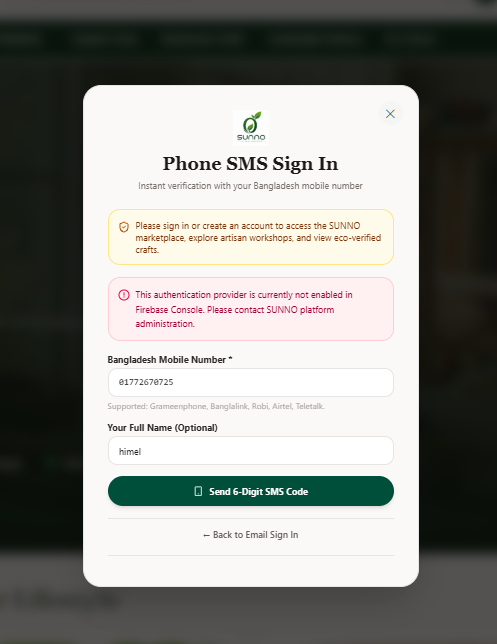 SUNNO
Phone SMS Sign In
Instant verification with your Bangladesh mobile number
Please sign in or create an account to access the SUNNO
marketplace, explore artisan workshops, and view eco-verified
crafts.
This authentication provider is currently not enabled in
Firebase Console. Please contact SUNNO platform
administration.
Bangladesh Mobile Number *
01772670725
Supported: Grameenphone, Banglalink, Robi, Airtel, Teletalk.
Your Full Name (Optional)
himel
Send 6-Digit SMS Code
← Back to Email Sign In